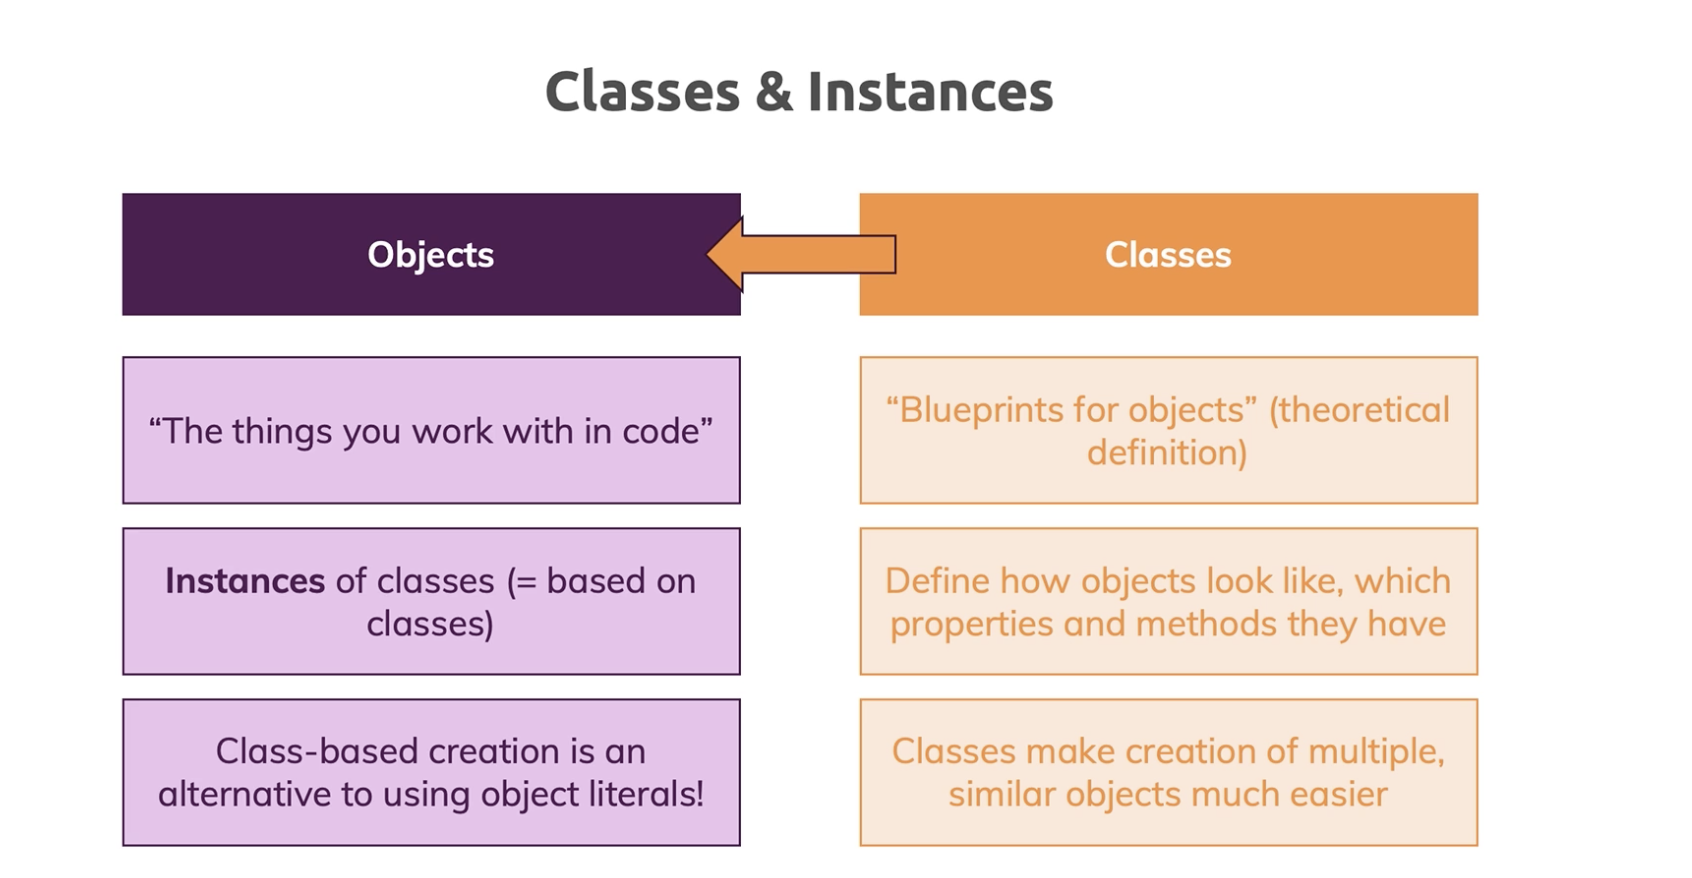 Classes & Instances
Objects
Classes
“The things you work with in code”
“Blueprints for objects” (theoretical
definition)
Instances of classes (= based on
classes)
Define how objects look like, which
properties and methods they have
Class-based creation is an
alternative to using object literals!
Classes make creation of multiple,
similar objects much easier